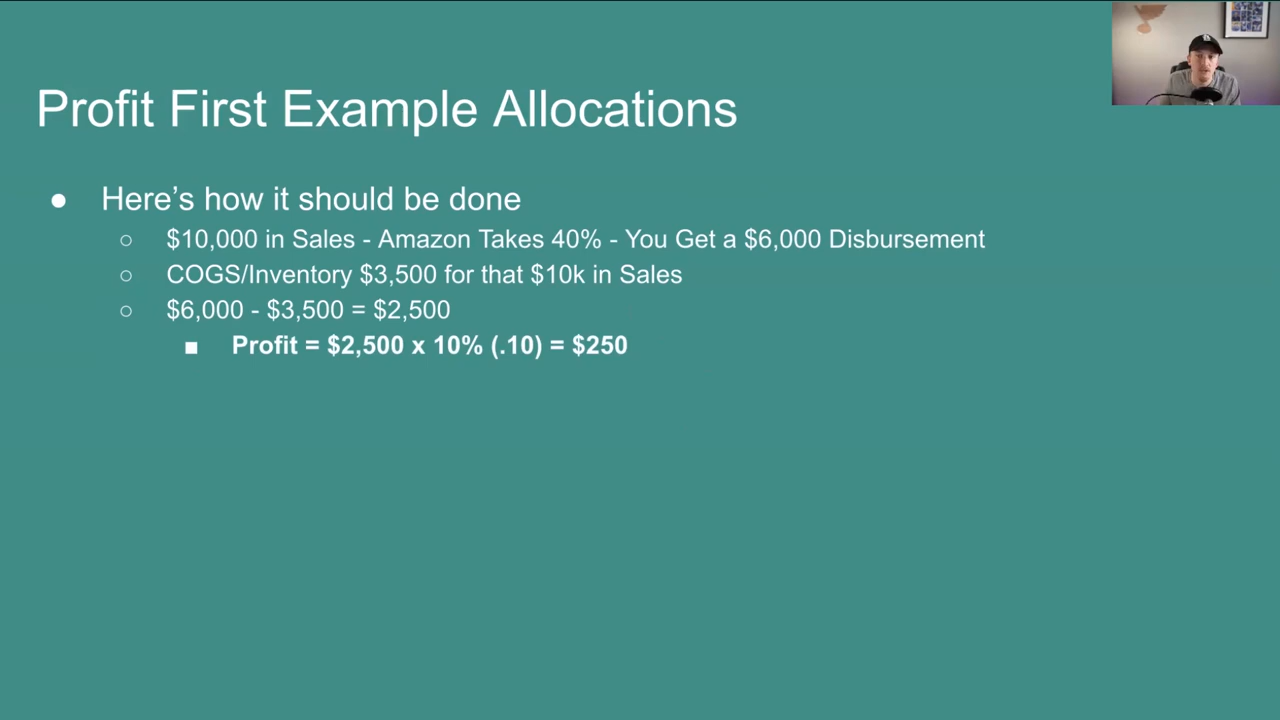 Profit First Example Allocations
● Here’s how it should be done
○ $10,000 in Sales - Amazon Takes 40% - You Get a $6,000 Disbursement
○ COGS/Inventory $3,500 for that $10k in Sales
○ $6,000 - $3,500 = $2,500
■ Profit = $2,500 x 10% (.10) = $250